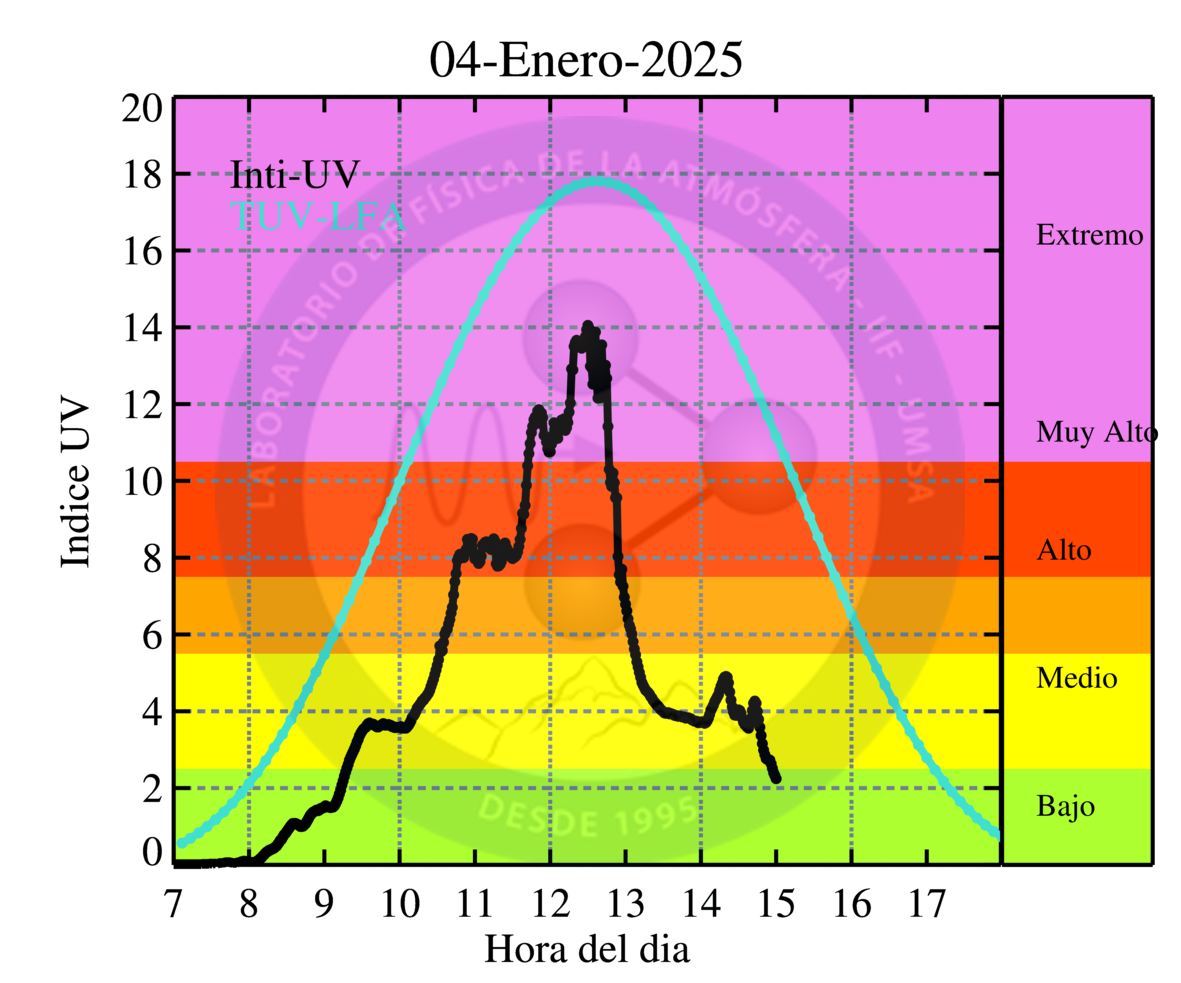 04-Enero-2025
Inti-UV
TUV-LFA
LABORATORIO DE FÍSICA DE LA ATMÓSFERA - IIF - UMSA
DESDE 1995
Indice UV
20
18
16
14
12
10
8
6
4
2
0
Extremo
Muy Alto
Alto
Medio
Bajo
7 8 9 10 11 12 13 14 15 16 17
Hora del dia